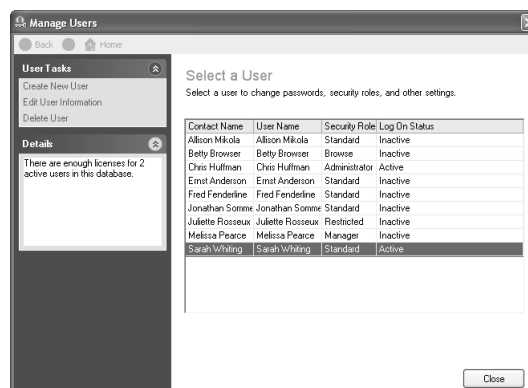 Manage Users
Back Home
User Tasks
Create New User
Edit User Information
Delete User
Details
There are enough licenses for 2
active users in this database.
Select a User
Select a user to change passwords, security roles, and other settings.
Contact Name User Name Security Role Log On Status
Allison Mikola Allison Mikola Standard Inactive
Betty Browser Betty Browser Browse Inactive
Chris Huffman Chris Huffman Administrator Active
Ernst Anderson Ernst Anderson Standard Inactive
Fred Fenderline Fred Fenderline Standard Inactive
Jonathan Somme Jonathan Somme Standard Inactive
Juliette Rosseux Juliette Rosseux Restricted Inactive
Melissa Pearce Melissa Pearce Manager Inactive
Sarah Whiting Sarah Whiting Standard Active
Close